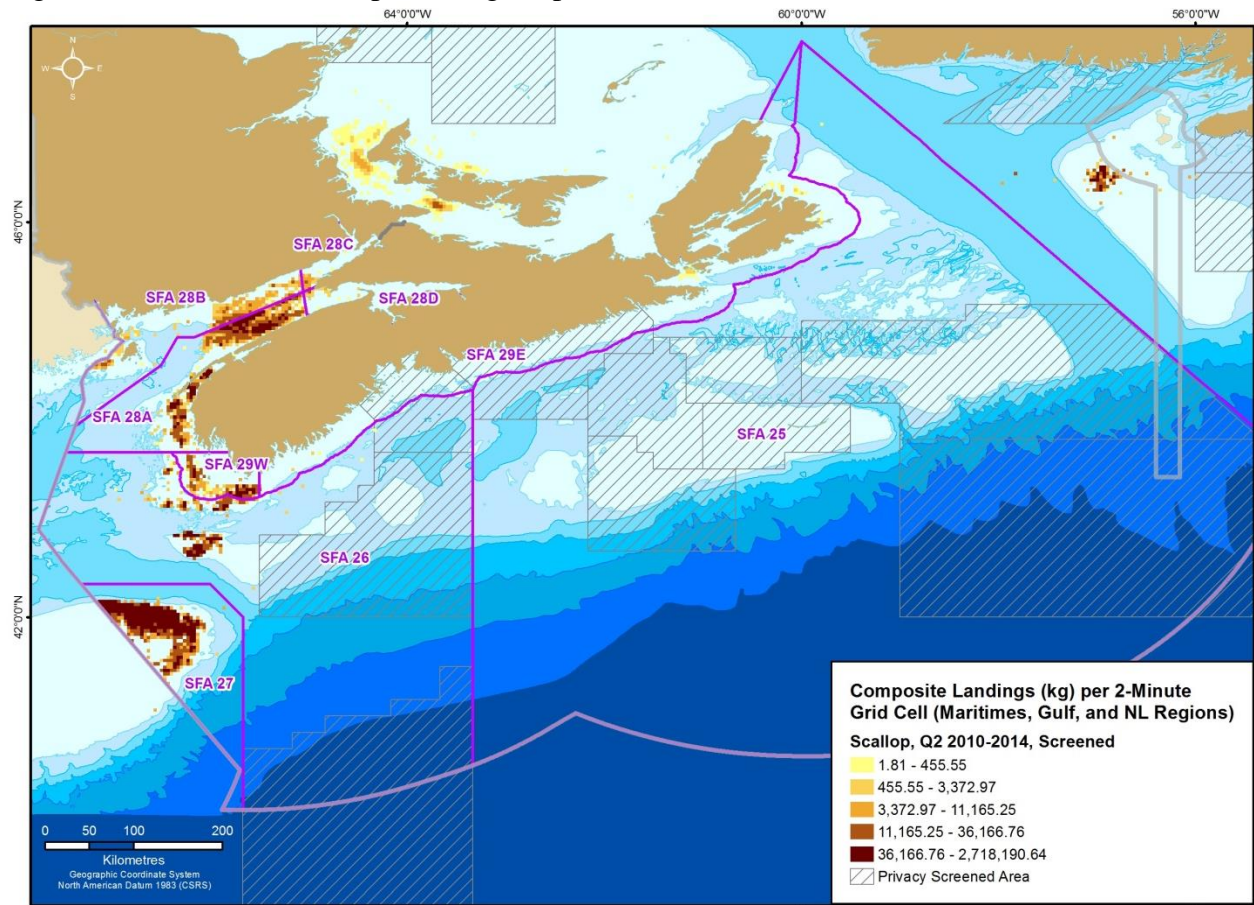 64°0'0"W
60°0'0"W
56°0'0"W
N
W
E
S
46°0'0"N
42°0'0"N
SFA 28C
SFA 28B
SFA 28D
SFA 29E
SFA 28A
SFA 25
SFA 29W
SFA 26
SFA 27
0 50 100 200
Kilometres
Geographic Coordinate System
North American Datum 1983 (CSRS)
Composite Landings (kg) per 2-Minute
Grid Cell (Maritimes, Gulf, and NL Regions)
Scallop, Q2 2010-2014, Screened
1.81 - 455.55
455.55 - 3,372.97
3,372.97 - 11,165.25
11,165.25 - 36,166.76
36,166.76 - 2,718,190.64
Privacy Screened Area